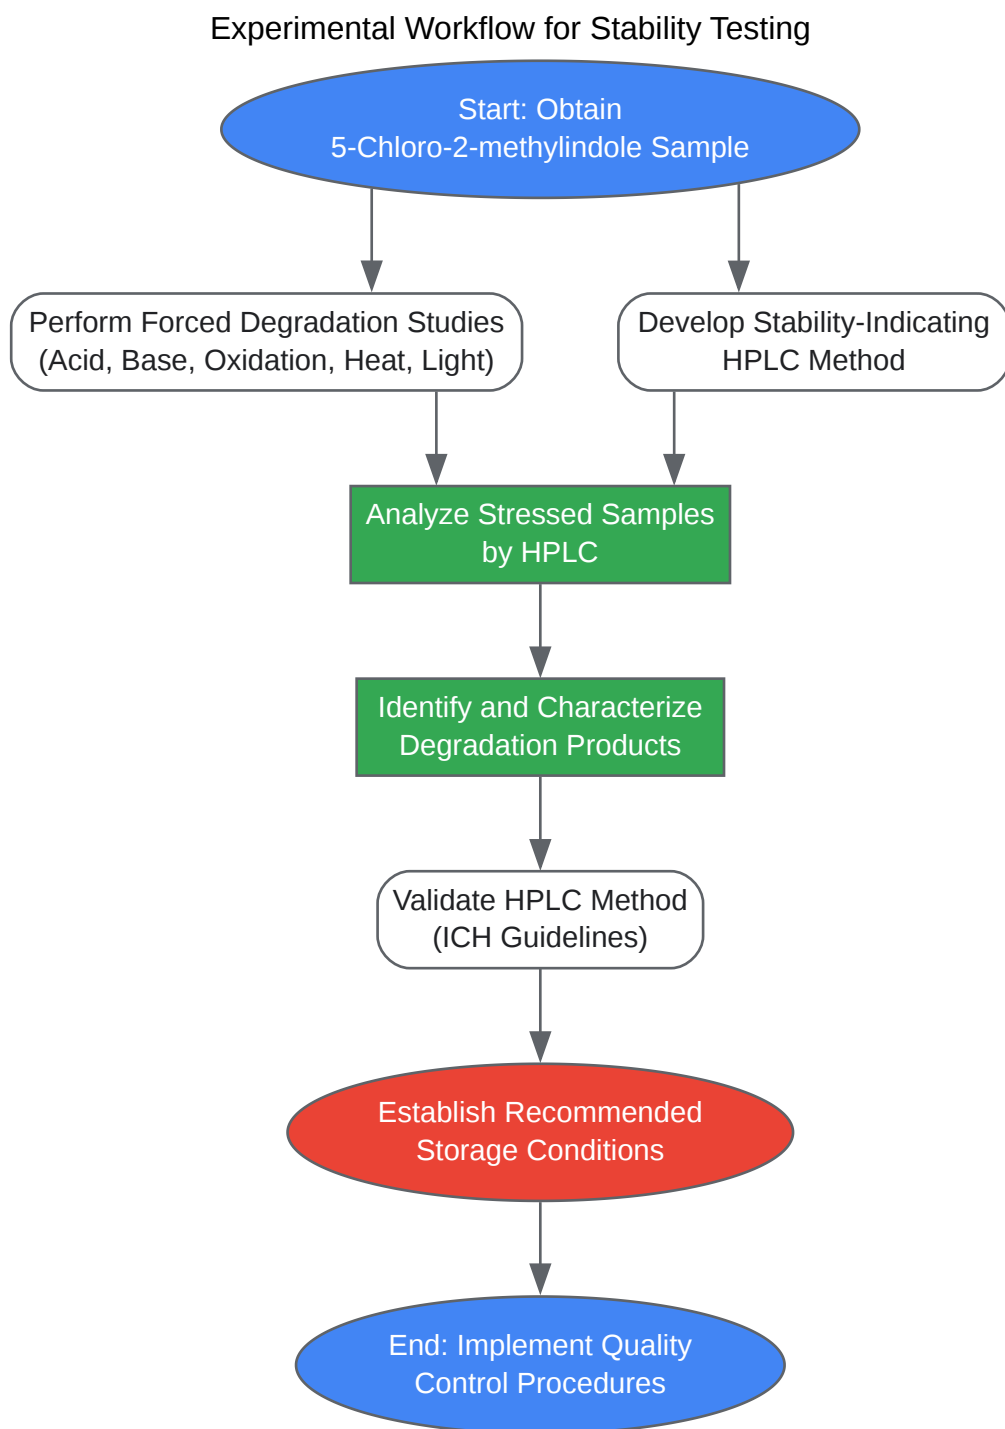 Experimental Workflow for Stability Testing
Start: Obtain
5-Chloro-2-methylindole Sample
Perform Forced Degradation Studies
(Acid, Base, Oxidation, Heat, Light)
Develop Stability-Indicating
HPLC Method
Analyze Stressed Samples
by HPLC
Identify and Characterize
Degradation Products
Validate HPLC Method
(ICH Guidelines)
Establish Recommended
Storage Conditions
End: Implement Quality
Control Procedures